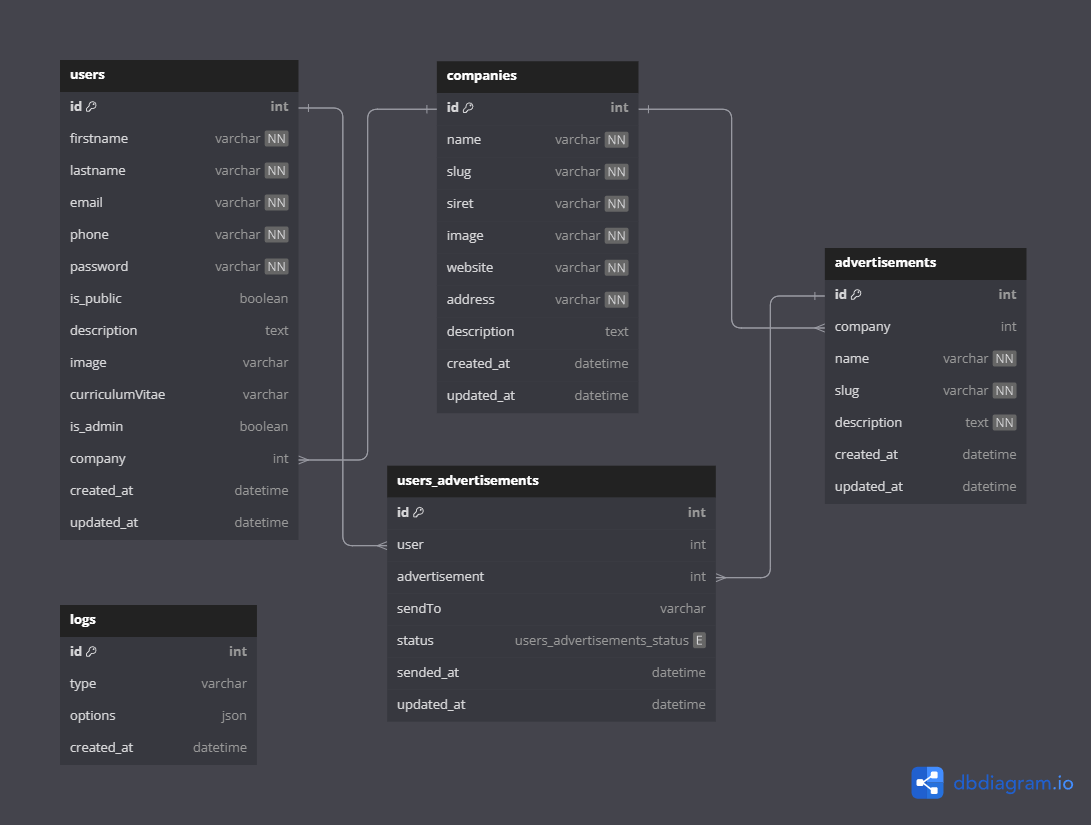 users
id int
firstname varchar NN
lastname varchar NN
email varchar NN
phone varchar NN
password varchar NN
is_public boolean
description text
image varchar
curriculumVitae varchar
is_admin boolean
company int
created_at datetime
updated_at datetime
companies
id int
name varchar NN
slug varchar NN
siret varchar NN
image varchar NN
website varchar NN
address varchar NN
description text
created_at datetime
updated_at datetime
advertisements
id int
company int
name varchar NN
slug varchar NN
description text NN
created_at datetime
updated_at datetime
users_advertisements
id int
user int
advertisement int
sendTo varchar
status users_advertisements_status E
sended_at datetime
updated_at datetime
logs
id int
type varchar
options json
created_at datetime
dbdiagram.io